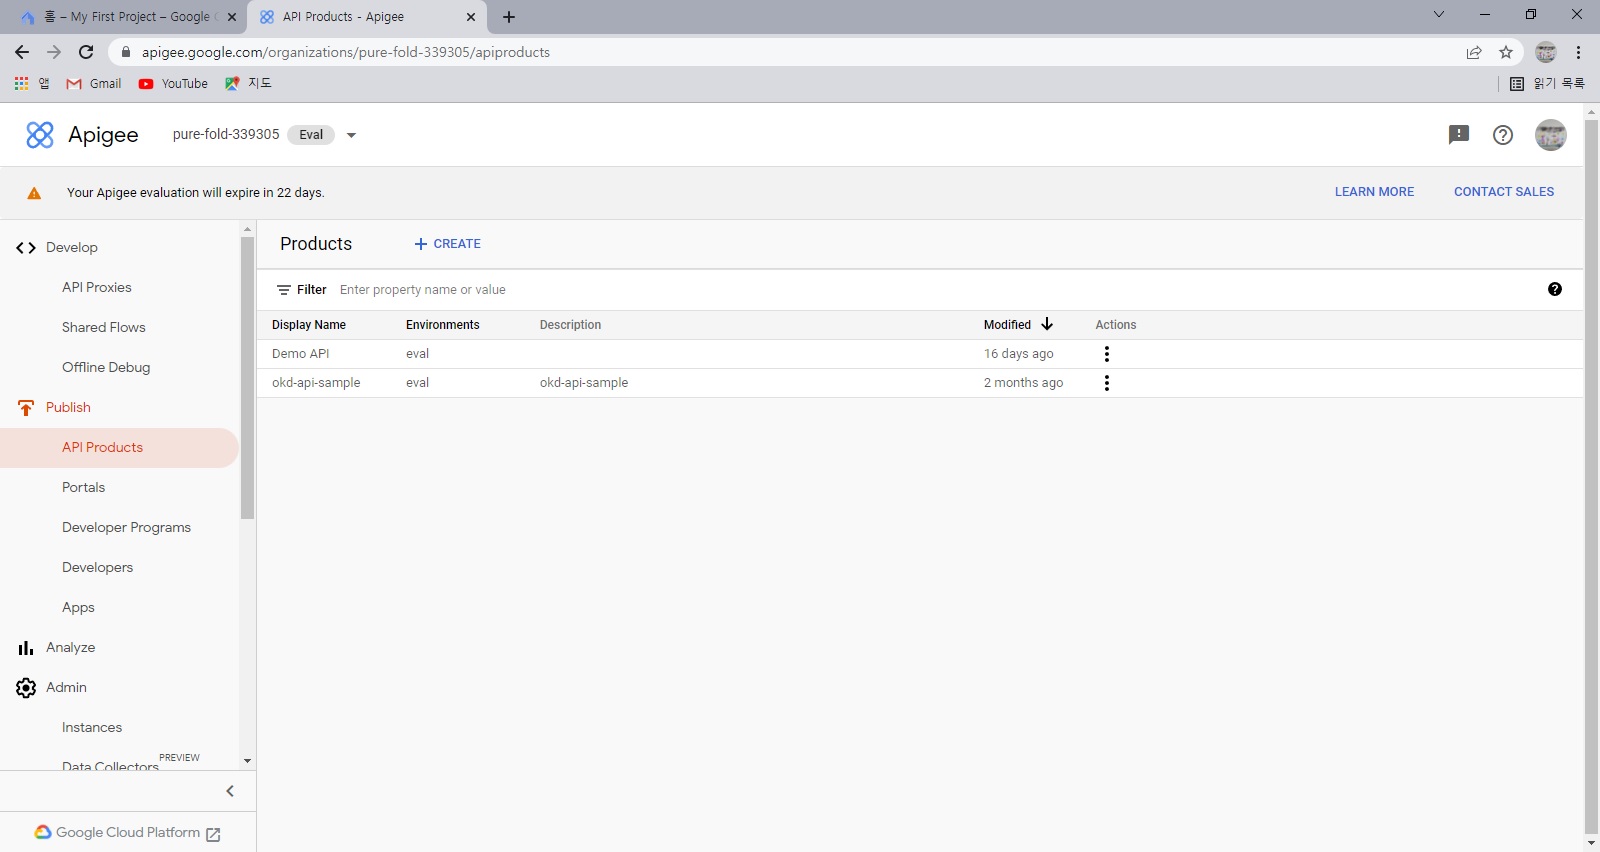 홈 – My First Project – Google C
API Products - Apigee
apigee.google.com/organizations/pure-fold-339305/apiproducts
앱
Gmail
YouTube
지도
읽기 목록
Apigee
pure-fold-339305
Eval
Your Apigee evaluation will expire in 22 days.
LEARN MORE
CONTACT SALES
Develop
API Proxies
Shared Flows
Offline Debug
Publish
API Products
Portals
Developer Programs
Developers
Apps
Analyze
Admin
Instances
Data Collectors PREVIEW
Google Cloud Platform
Products
+ CREATE
Filter Enter property name or value
Display Name Environments Description Modified Actions
Demo API eval 16 days ago
okd-api-sample eval okd-api-sample 2 months ago